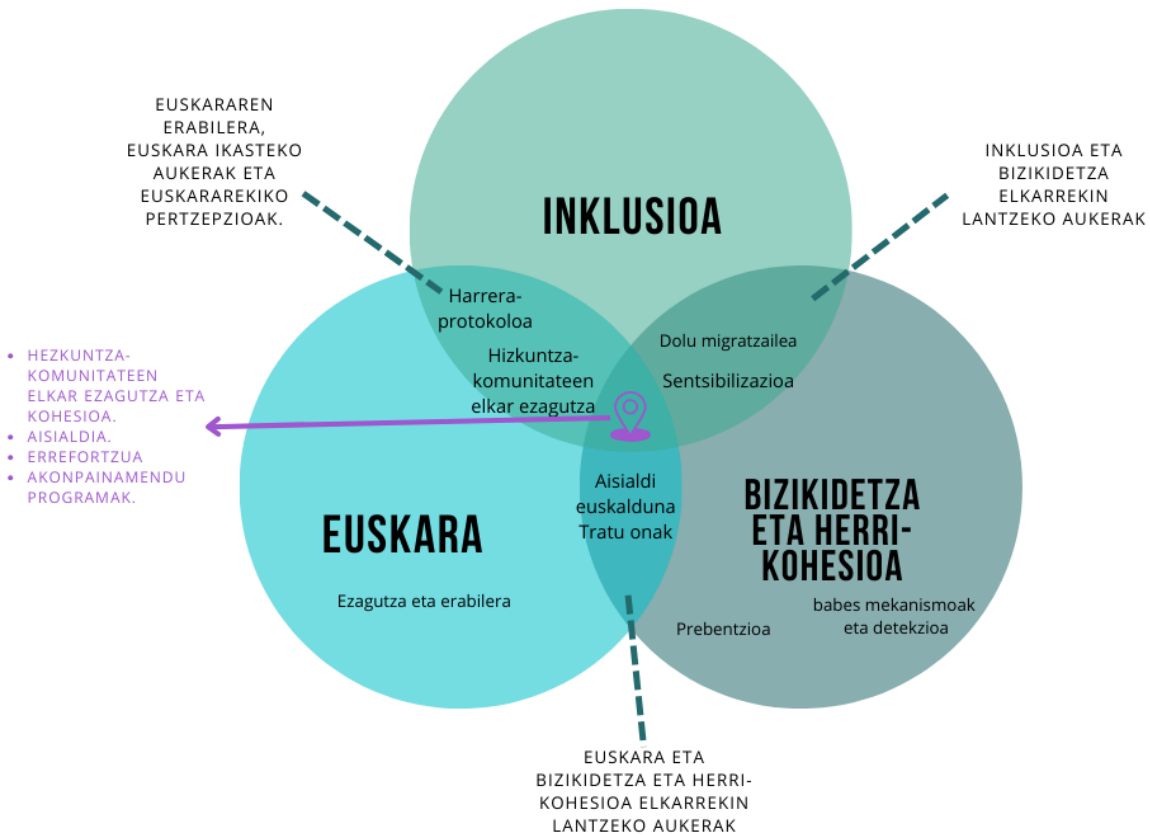 EUSKARAREN
ERABILERA,
EUSKARA IKASTEKO
AUKERAK ETA
EUSKARAREKIKO
PERTZEPZIOAK.
INKLUSIOA ETA
BIZIKIDETZA
ELKARREKIN
LANTZEKO AUKERAK
INKLUSIOA
Harrera-
protokoloa
Hizkuntza-
komunitateen
elkar ezagutza
Dolu migratzailea
Sentsibilizazioa
• HEZKUNTZA-
KOMUNITATEEN
ELKAR EZAGUTZA ETA
KOHESIOA.
• AISIALDIA.
• ERREFORTZUA
• AKONPAINAMENDU
PROGRAMAK.
Aisialdi
euskalduna
Tratu onak
EUSKARA
Ezagutza eta erabilera
BIZIKIDETZA
ETA HERRI-
KOHESIOA
babes mekanismoak
eta detekzioa
Prebentzioa
EUSKARA ETA
BIZIKIDETZA ETA HERRI-
KOHESIOA ELKARREKIN
LANTZEKO AUKERAK